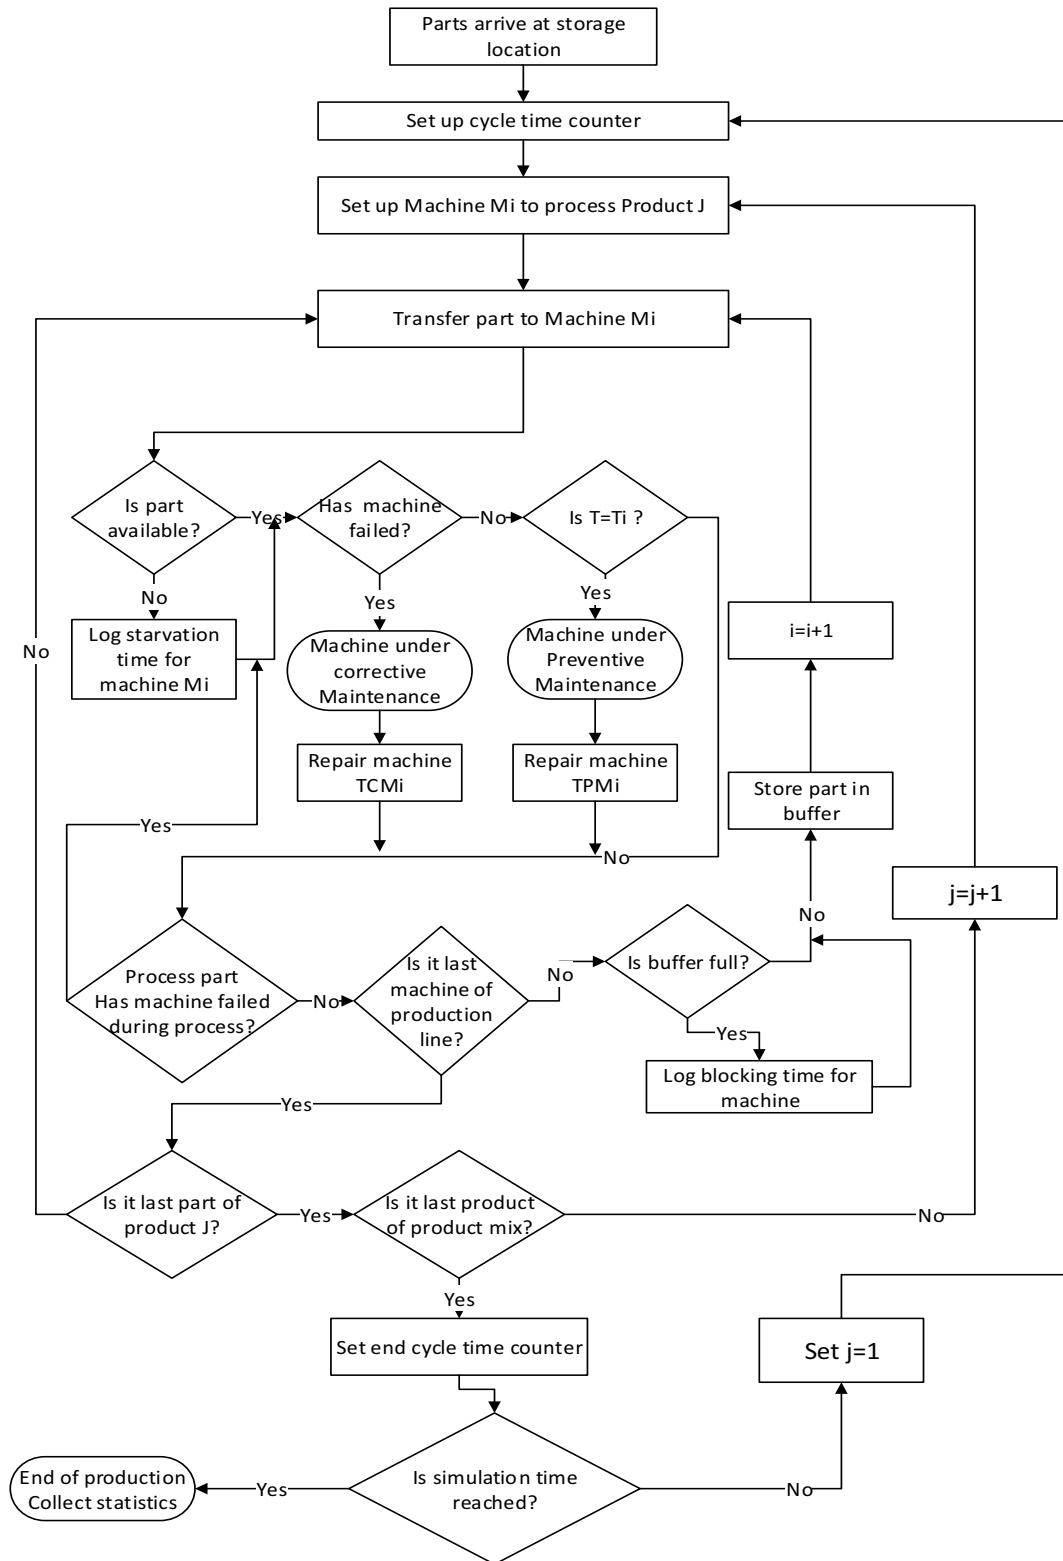 Parts arrive at storage
location
Set up cycle time counter
Set up Machine Mi to process Product J
Transfer part to Machine Mi
Is part
available?
Yes
Has machine
failed?
No
Is T=Ti ?
No
Yes
Yes
Log starvation
time for
machine Mi
Machine under
corrective
Maintenance
Machine under
Preventive
Maintenance
i=i+1
No
Repair machine
TCMi
Repair machine
TPMi
Store part in
buffer
Yes
No
j=j+1
No
Process part
Has machine failed
during process?
No
Is it last
machine of
production
line?
No
Is buffer full?
Yes
Log blocking time for
machine
Yes
Is it last part of
product J?
Yes
Is it last product
of product mix?
No
Yes
Set end cycle time counter
Set j=1
End of production
Collect statistics
Yes
Is simulation time
reached?
No